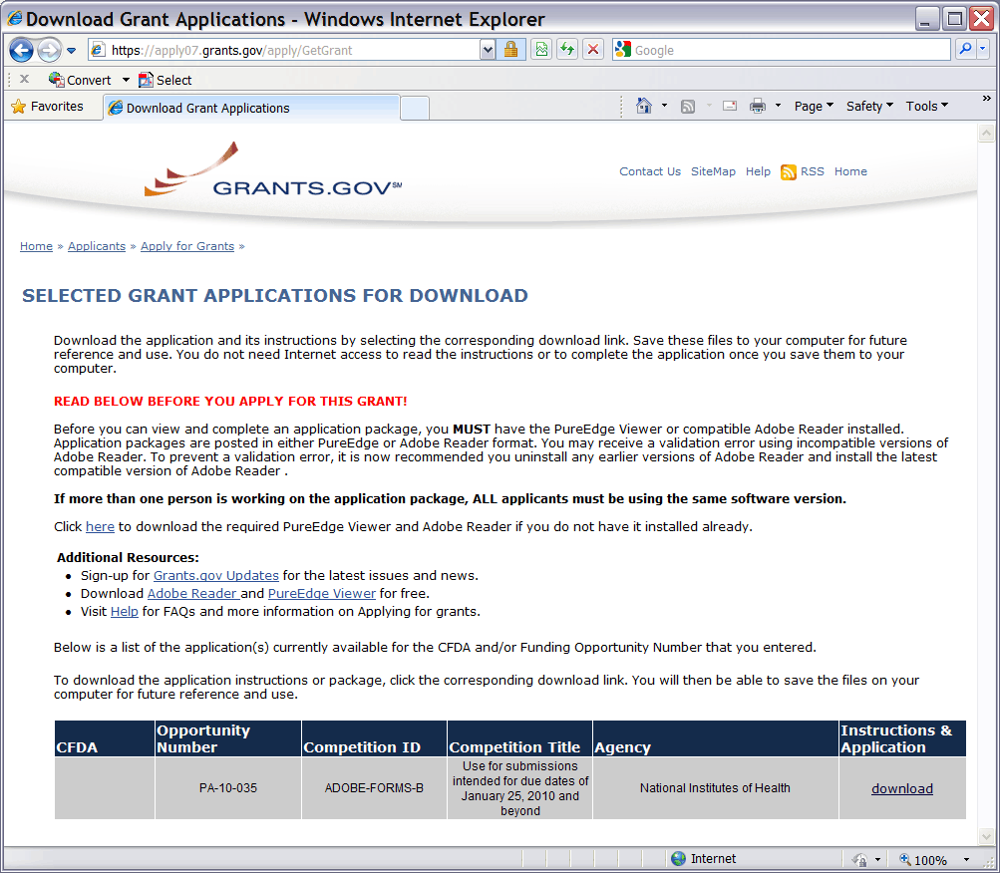 Download Grant Applications - Windows Internet Explorer
https://apply07.grants.gov/apply/GetGrant
Google
Convert Select
Favorites Download Grant Applications Page Safety Tools »
GRANTS.GOV SM
Contact Us SiteMap Help RSS Home
Home » Applicants » Apply for Grants »
SELECTED GRANT APPLICATIONS FOR DOWNLOAD
Download the application and its instructions by selecting the corresponding download link. Save these files to your computer for future
reference and use. You do not need Internet access to read the instructions or to complete the application once you save them to your
computer.
READ BELOW BEFORE YOU APPLY FOR THIS GRANT!
Before you can view and complete an application package, you MUST have the PureEdge Viewer or compatible Adobe Reader installed.
Application packages are posted in either PureEdge or Adobe Reader format. You may receive a validation error using incompatible versions of
Adobe Reader. To prevent a validation error, it is now recommended you uninstall any earlier versions of Adobe Reader and install the latest
compatible version of Adobe Reader .
If more than one person is working on the application package, ALL applicants must be using the same software version.
Click here to download the required PureEdge Viewer and Adobe Reader if you do not have it installed already.
Additional Resources:
• Sign-up for Grants.gov Updates for the latest issues and news.
• Download Adobe Reader and PureEdge Viewer for free.
• Visit Help for FAQs and more information on Applying for grants.
Below is a list of the application(s) currently available for the CFDA and/or Funding Opportunity Number that you entered.
To download the application instructions or package, click the corresponding download link. You will then be able to save the files on your
computer for future reference and use.
CFDA
Opportunity
Number
Competition ID
Competition Title
Agency
Instructions &
Application
PA-10-035
ADOBE-FORMS-B
Use for submissions
intended for due dates of
January 25, 2010 and
beyond
National Institutes of Health
download
Internet
100%